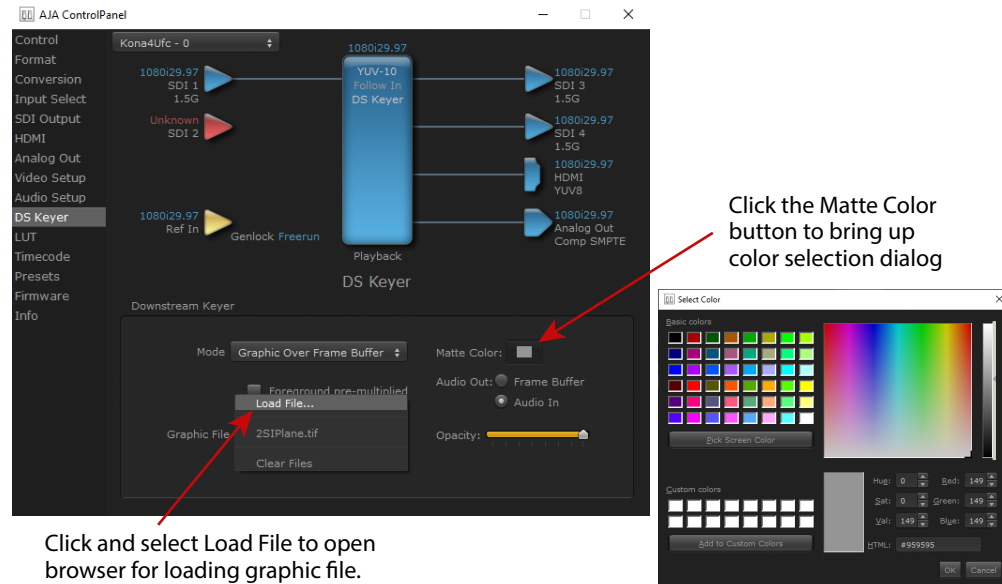 AJA ControlPanel
Control
Format
Conversion
Input Select
SDI Output
HDMI
Analog Out
Video Setup
Audio Setup
DS Keyer
LUT
Timecode
Presets
Firmware
Info
Kona4Ufc - 0
1080i29.97
1080i29.97
SDI 1
1.5G
Unknown
SDI 2
1080i29.97
Ref In
Genlock Freerun
YUV-10
Follow In
DS Keyer
Playback
1080i29.97
SDI 3
1.5G
1080i29.97
SDI 4
1.5G
1080i29.97
HDMI
YUV8
1080i29.97
Analog Out
Comp SMPTE
DS Keyer
Downstream Keyer
Mode Graphic Over Frame Buffer
Foreground pre-multiplied
Load File...
Graphic File
2SIPlane.tif
Clear Files
Matte Color:
Audio Out: Frame Buffer
Audio In
Opacity:
Click the Matte Color
button to bring up
color selection dialog
Select Color
Basic colors
Pick Screen Color
Custom colors
Add to Custom Colors
Hue: 0 Red: 149
Sat: 0 Green: 149
Val: 149 Blue: 149
HTML: #959595
OK Cancel
Click and select Load File to open
browser for loading graphic file.